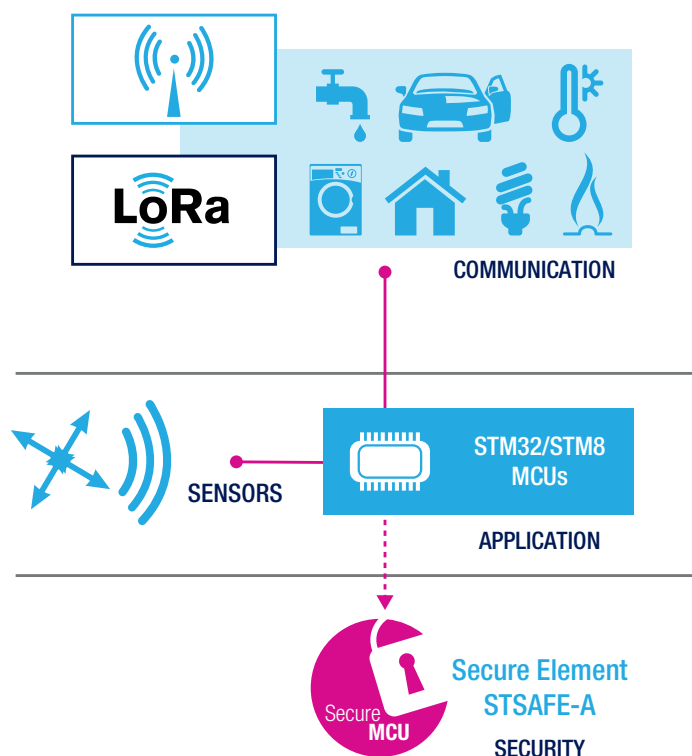 LoRa
COMMUNICATION
STM32/STM8
MCUs
SENSORS
APPLICATION
Secure
MCU
Secure Element
STSAFE-A
SECURITY